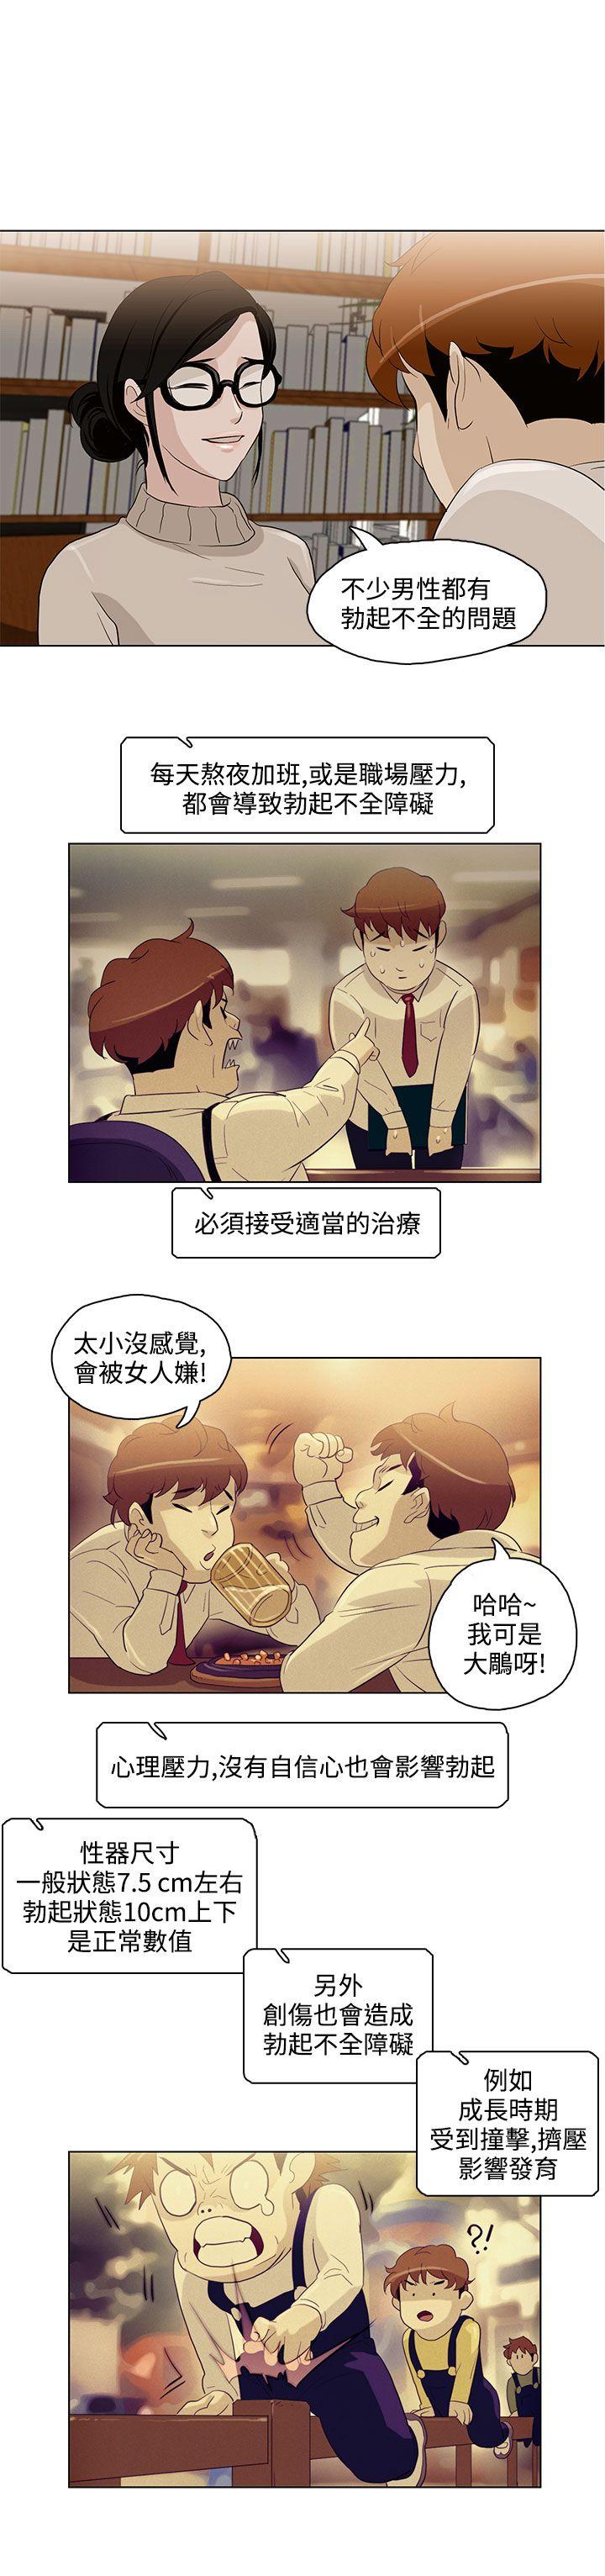 不少男性都有
勃起不全的問題
每天熬夜加班,或是職場壓力,
都會導致勃起不全障礙
必須接受適當的治療
太小沒感覺,
會被女人嫌!
哈哈~
我可是
大鵰呀!
心理壓力,沒有自信心也會影響勃起
性器尺寸
一般狀態7.5 cm左右
勃起狀態10cm上下
是正常數值
另外
創傷也會造成
勃起不全障礙
例如
成長時期
受到撞擊,擠壓
影響發育
?!